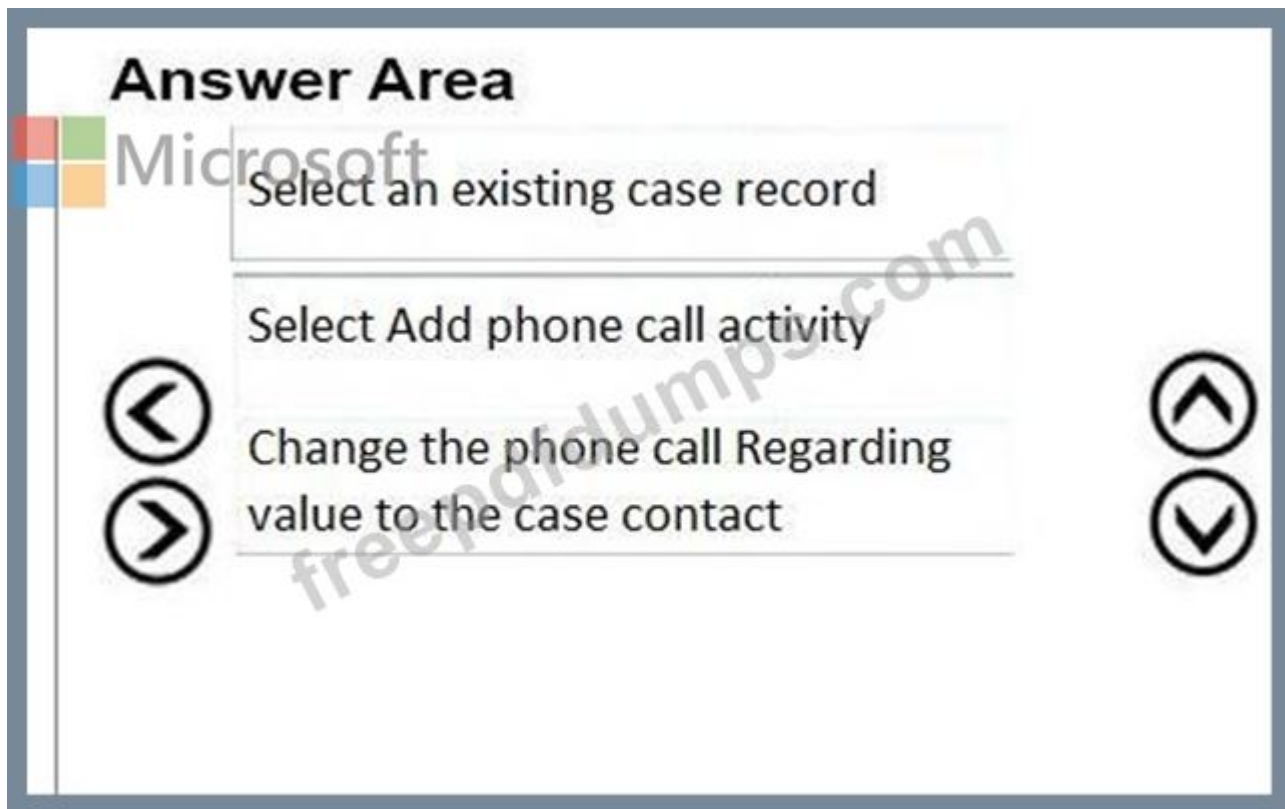 Answer Area
Microsoft
Select an existing case record
Select Add phone call activity
Change the phone call Regarding
value to the case contact
freepdfdumps.com